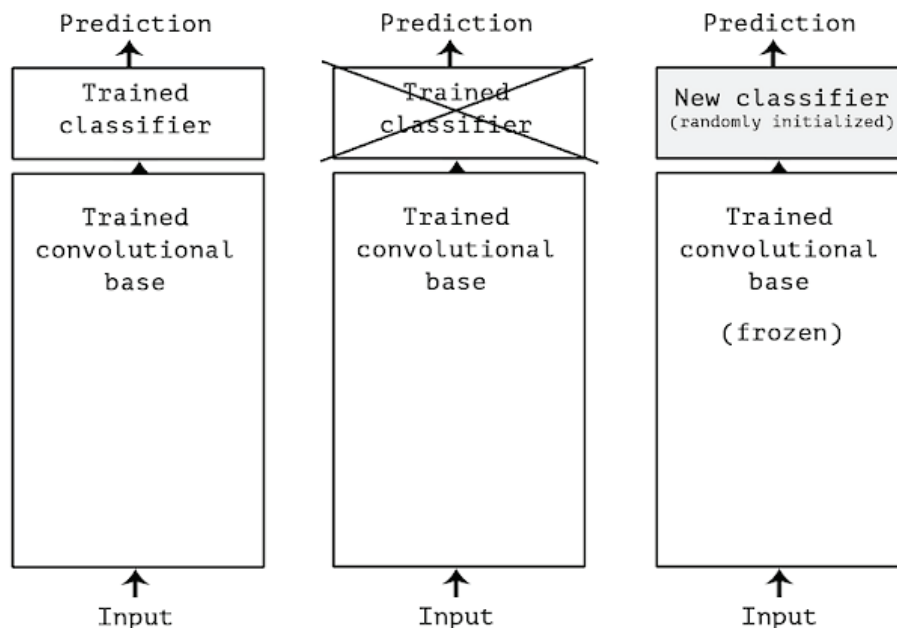 Prediction
Trained
classifier
Trained
convolutional
base
Input
Prediction
Trained
classifier
Trained
convolutional
base
Input
Prediction
New classifier
(randomly initialized)
Trained
convolutional
base
(frozen)
Input